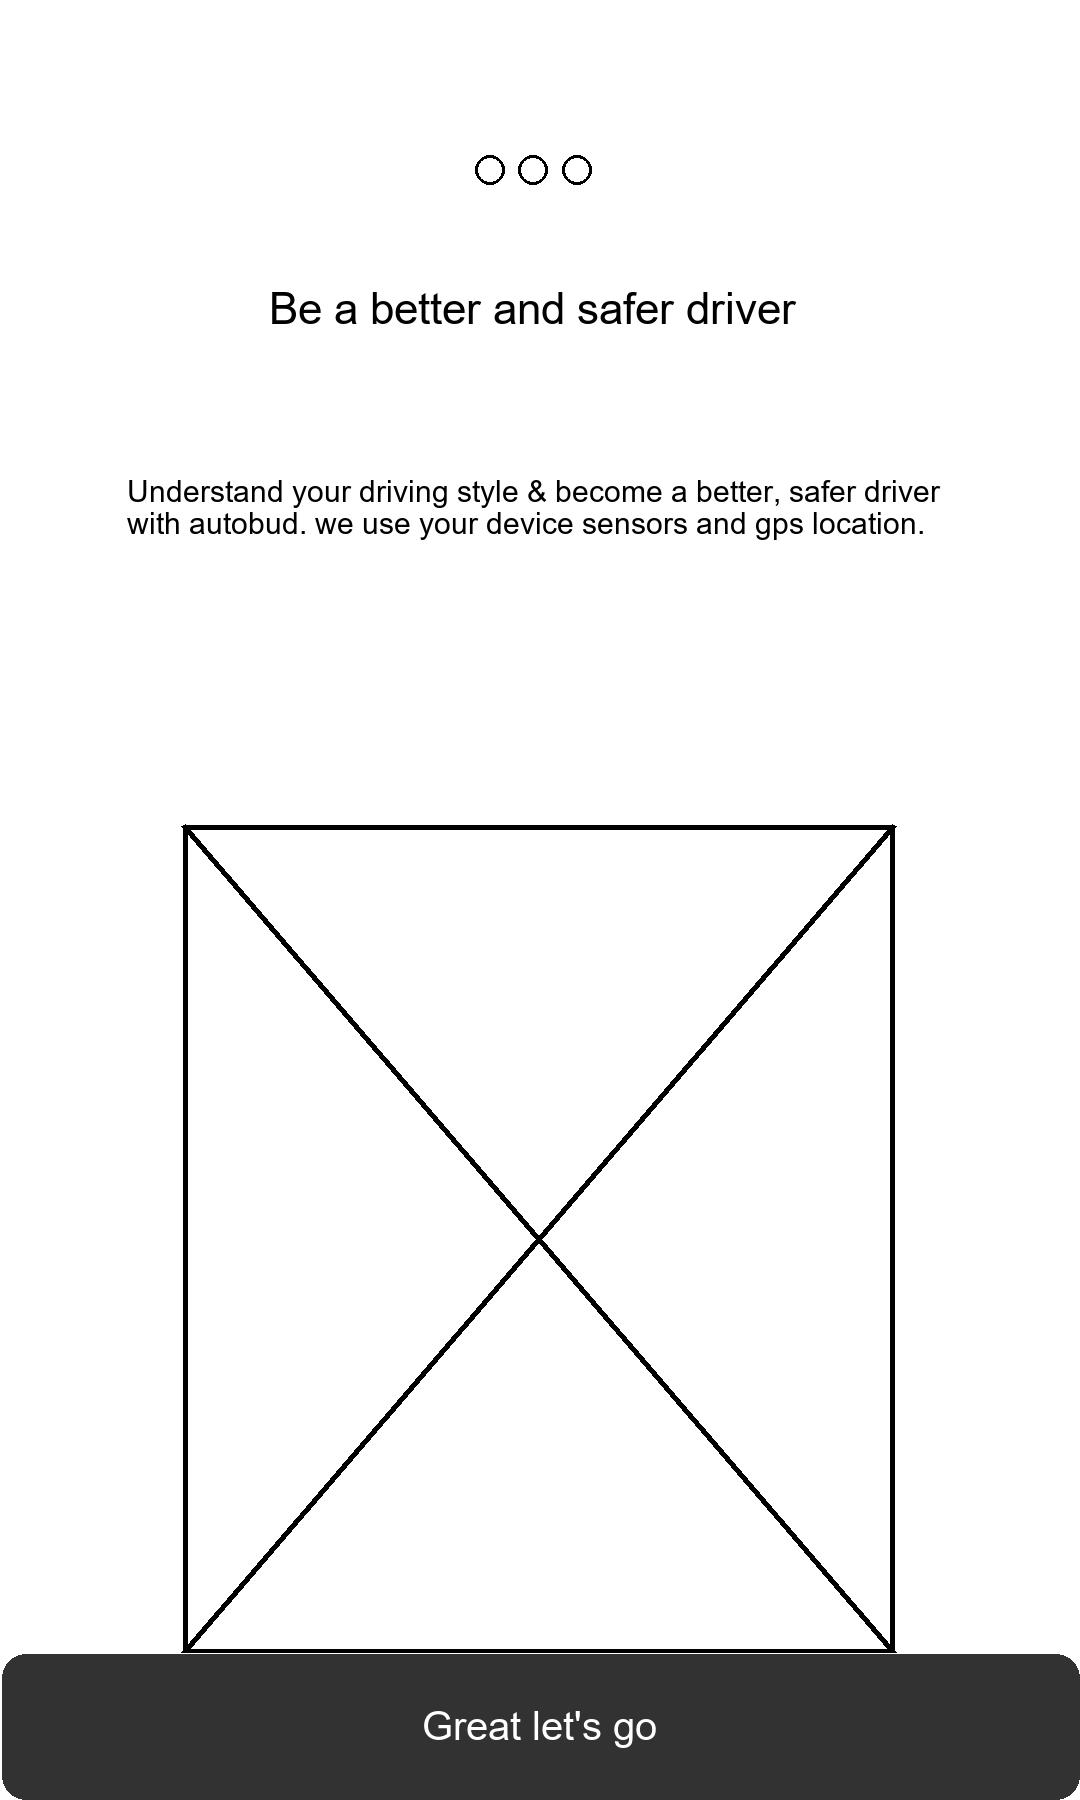 Be a better and safer driver
Understand your driving style & become a better, safer driver
with autobud. we use your device sensors and gps location.
Great let's go